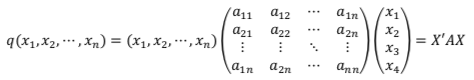 q(x₁,x₂,⋯,xₙ) = (x₁,x₂,⋯,xₙ) ( a₁₁ a₁₂ ⋯ a₁ₙ ; a₂₁ a₂₂ ⋯ a₂ₙ ; ⋮ ⋮ ⋱ ⋮ ; a₁ₙ a₂ₙ ⋯ aₙₙ ) ( x₁ ; x₂ ; x₃ ; x₄ ) = X′AX